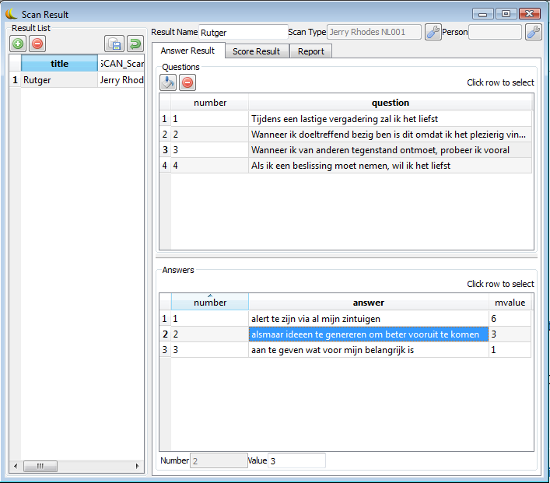 Scan Result
Result List
Result Name Rutger Scan Type Jerry Rhodes NL001 Person
title SCAN_Scar
1 Rutger Jerry Rhod
Answer Result Score Result Report
Questions
Click row to select
number question
1 1 Tijdens een lastige vergadering zal ik het liefst
2 2 Wanneer ik doeltreffend bezig ben is dit omdat ik het plezierig vin...
3 3 Wanneer ik van anderen tegenstand ontmoet, probeer ik vooral
4 4 Als ik een beslissing moet nemen, wil ik het liefst
Answers
Click row to select
number answer mvalue
1 1 alert te zijn via al mijn zintuigen 6
2 2 alsmaar ideeen te genereren om beter vooruit te komen 3
3 3 aan te geven wat voor mijn belangrijk is 1
Number 2 Value 3